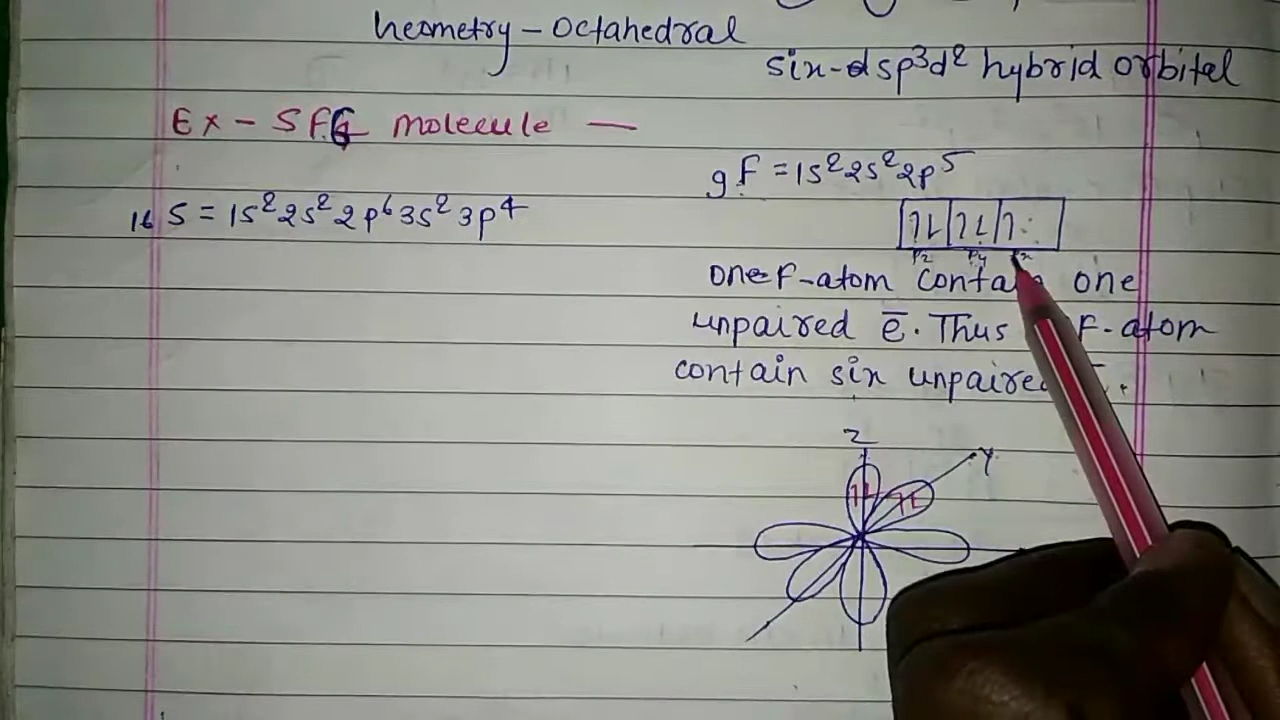 Geometry - Octahedral
six - sp³d² hybrid orbital
Ex - SF6 molecule —
9F = 1s² 2s² 2p⁵
16 S = 1s² 2s² 2p⁶ 3s² 3p⁴
Pz Py Px
one F-atom contain one
unpaired e̅. Thus F-atom
contain six unpaired
Z
Y